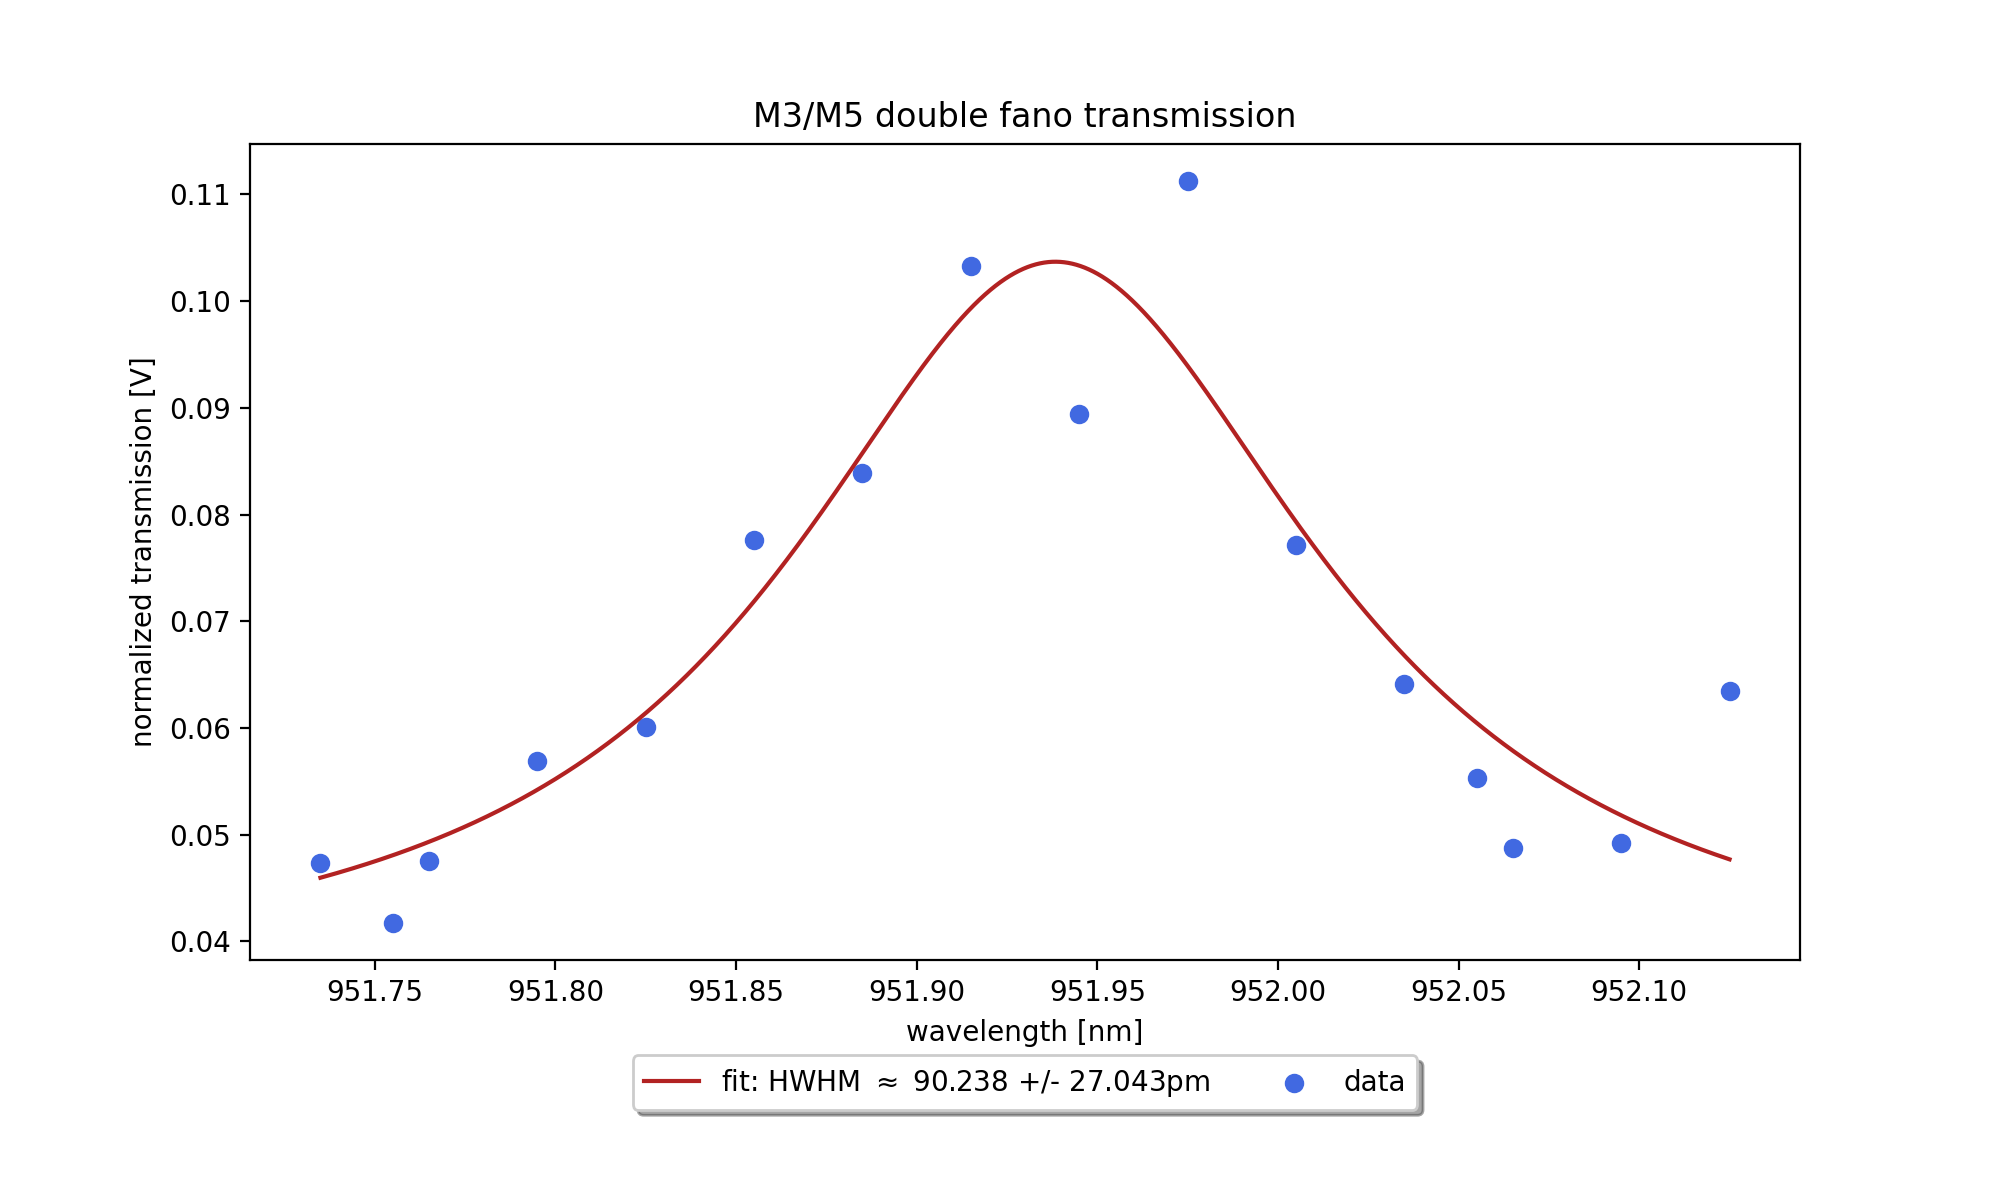 M3/M5 double fano transmission
normalized transmission [V]
0.11
0.10
0.09
0.08
0.07
0.06
0.05
0.04
951.75 951.80 951.85 951.90 951.95 952.00 952.05 952.10
wavelength [nm]
fit: HWHM ≈ 90.238 +/- 27.043pm data